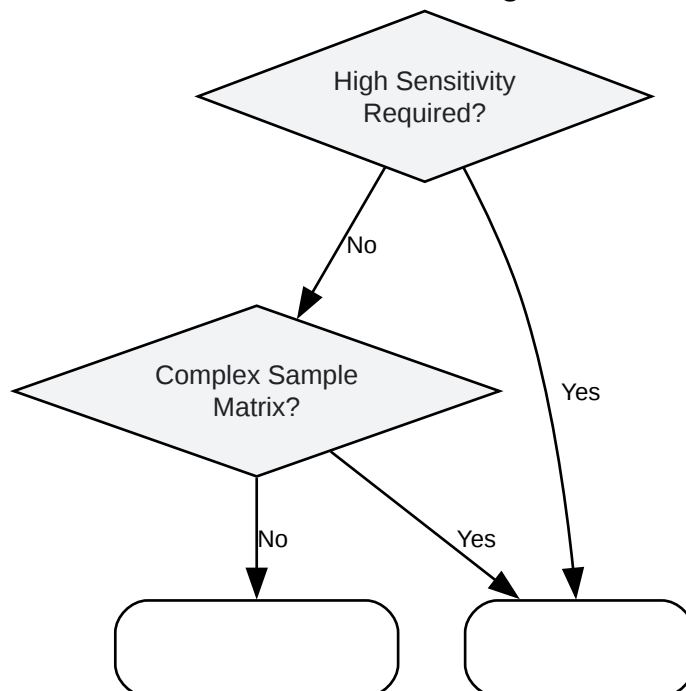 High Sensitivity
Required?
No
Complex Sample
Matrix?
Yes
No
Yes